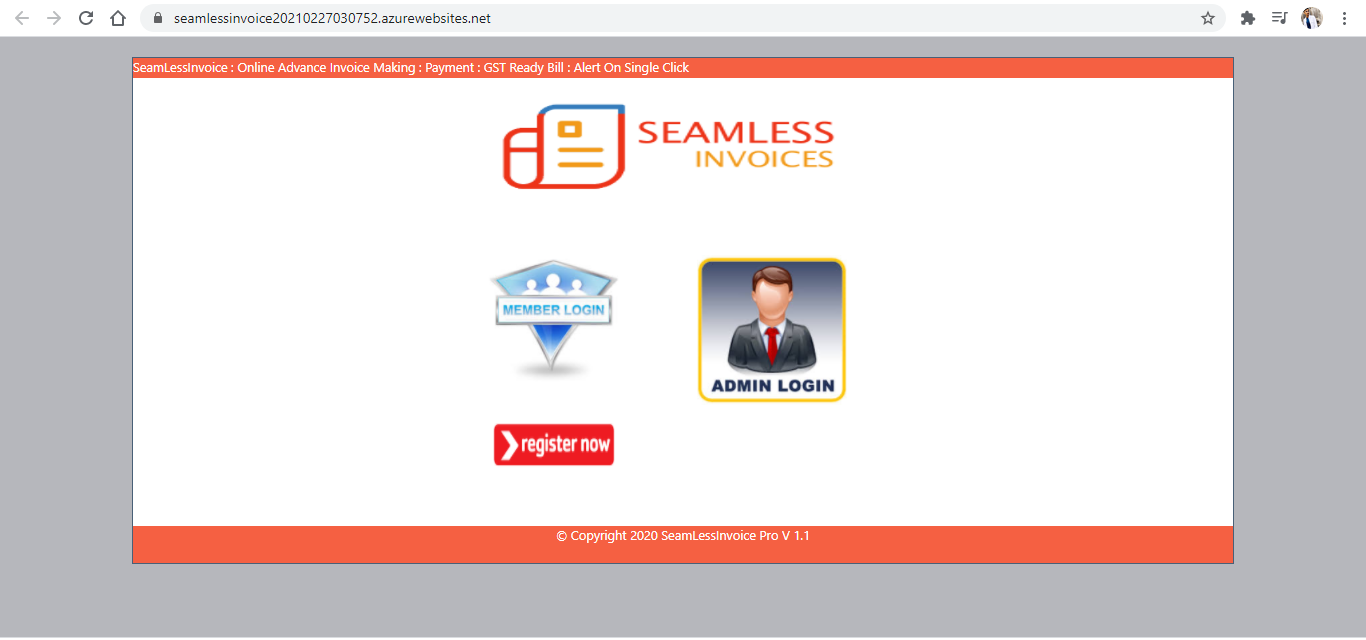 seamlessinvoice20210227030752.azurewebsites.net
SeamLessInvoice : Online Advance Invoice Making : Payment : GST Ready Bill : Alert On Single Click
SEAMLESS
INVOICES
MEMBER LOGIN
ADMIN LOGIN
register now
© Copyright 2020 SeamLessInvoice Pro V 1.1